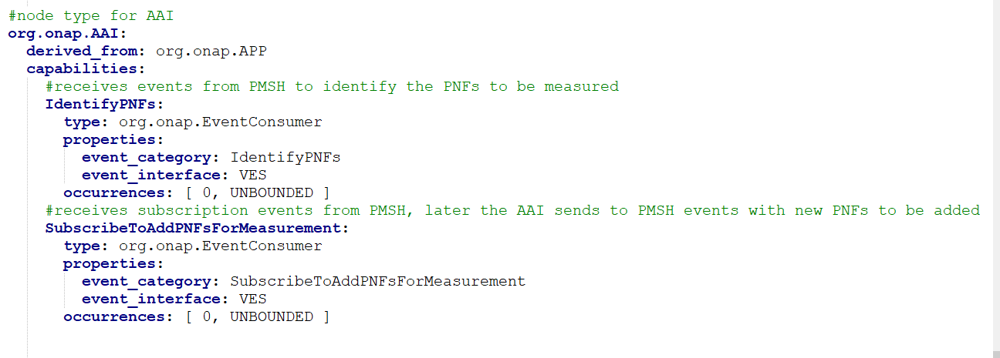 #node type for AAI
org.onap.AAI:
  derived_from: org.onap.APP
  capabilities:
    #receives events from PMSH to identify the PNFs to be measured
    IdentifyPNFs:
      type: org.onap.EventConsumer
      properties:
        event_category: IdentifyPNFs
        event_interface: VES
      occurrences: [ 0, UNBOUNDED ]
    #receives subscription events from PMSH, later the AAI sends to PMSH events with new PNFs to be added
    SubscribeToAddPNFsForMeasurement:
      type: org.onap.EventConsumer
      properties:
        event_category: SubscribeToAddPNFsForMeasurement
        event_interface: VES
      occurrences: [ 0, UNBOUNDED ]